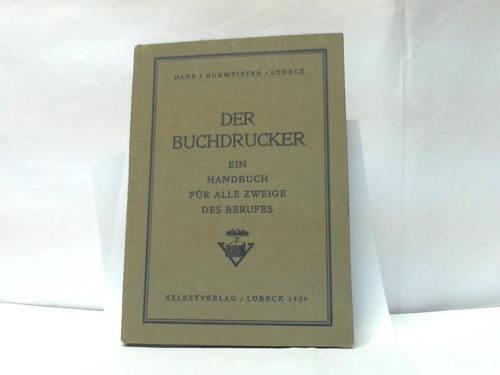 HANS J. BURMEISTER / LÜBECK
DER
BUCHDRUCKER
EIN
HANDBUCH
FÜR ALLE ZWEIGE
DES BERUFES
SELBSTVERLAG / LÜBECK 1929